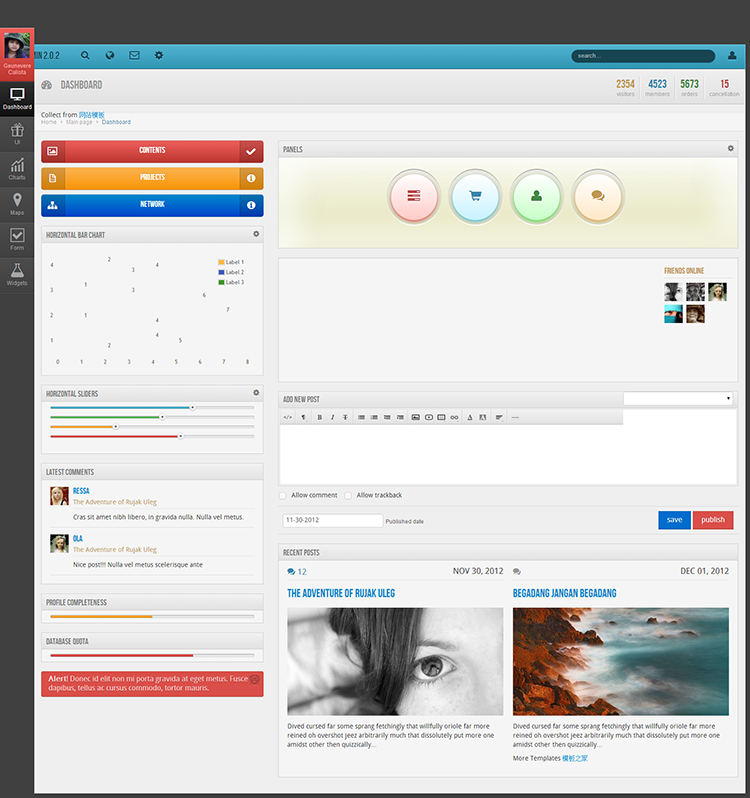 MIN 2.0.2
search...
Geunevere
Calista
Dashboard
UI
Charts
Maps
Form
Widgets
DASHBOARD
2354
visitors
4523
members
5673
orders
15
cancellation
Collect from 网站模板
Home Main page Dashboard
CONTENTS
PROJECTS
NETWORK
HORIZONTAL BAR CHART
2
4 3 4 Label 1
Label 2
Label 3
3 1 3 6
7
2 1 4
4 5
1 2
0 1 2 3 4 5 6 7 8
HORIZONTAL SLIDERS
LATEST COMMENTS
RESSA
The Adventure of Rujak Uleg
Cras sit amet nibh libero, in gravida nulla. Nulla vel metus.
OLA
The Adventure of Rujak Uleg
Nice post!!! Nulla vel metus scelerisque ante
PROFILE COMPLETENESS
DATABASE QUOTA
Alert! Donec id elit non mi porta gravida at eget metus. Fusce
dapibus, tellus ac cursus commodo, tortor mauris.
PANELS
FRIENDS ONLINE
ADD NEW POST
</> ¶ B I T
A A
Allow comment Allow trackback
11-30-2012 Published date
save publish
RECENT POSTS
12 NOV 30, 2012
THE ADVENTURE OF RUJAK ULEG
Dived cursed far some sprang fetchingly that willfully oriole far more
reined oh overshot jeez arbitrarily much that dissolutely put more one
amidst other then quizzically...
DEC 01, 2012
BEGADANG JANGAN BEGADANG
Dived cursed far some sprang fetchingly that willfully oriole far more
reined oh overshot jeez arbitrarily much that dissolutely put more one
amidst other then quizzically...
More Templates 模板之家